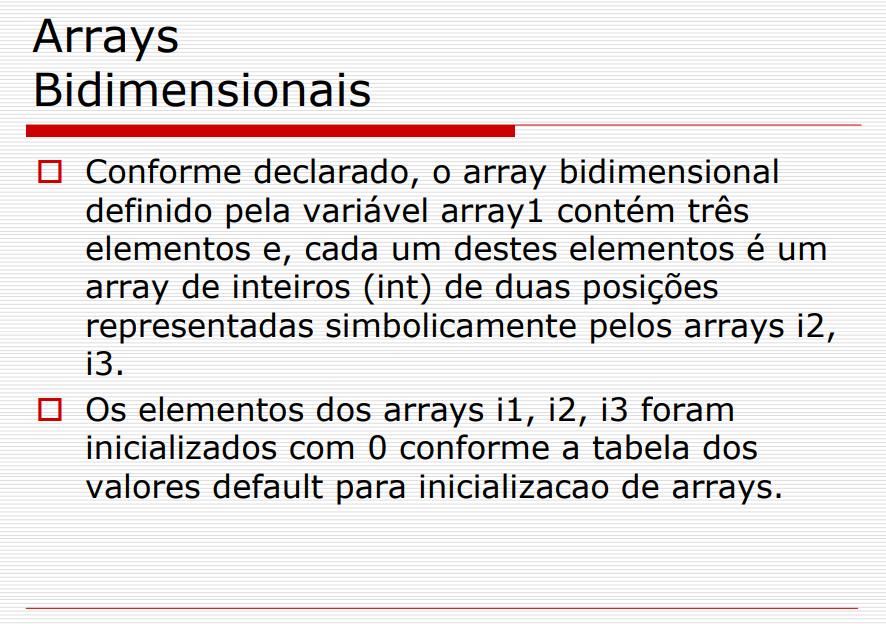 Arrays
Bidimensionais
Conforme declarado, o array bidimensional
definido pela variável array1 contém três
elementos e, cada um destes elementos é um
array de inteiros (int) de duas posições
representadas simbolicamente pelos arrays i2,
i3.
Os elementos dos arrays i1, i2, i3 foram
inicializados com 0 conforme a tabela dos
valores default para inicializacao de arrays.